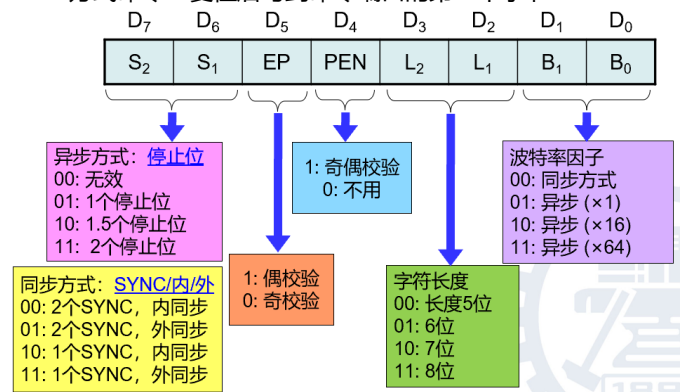 D₇ D₆ D₅ D₄ D₃ D₂ D₁ D₀
S₂ S₁ EP PEN L₂ L₁ B₁ B₀
异步方式：停止位
00: 无效
01: 1个停止位
10: 1.5个停止位
11: 2个停止位
同步方式：SYNC/内/外
00: 2个SYNC，内同步
01: 2个SYNC，外同步
10: 1个SYNC，内同步
11: 1个SYNC，外同步
1: 偶校验
0: 奇校验
1: 奇偶校验
0: 不用
字符长度
00: 长度5位
01: 6位
10: 7位
11: 8位
波特率因子
00: 同步方式
01: 异步 (×1)
10: 异步 (×16)
11: 异步 (×64)